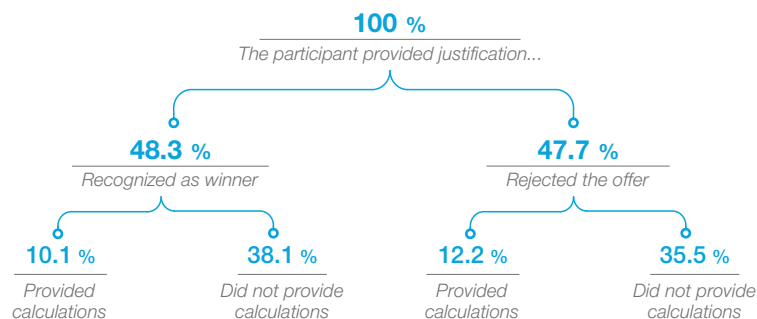 100 %
The participant provided justification...
48.3 %
Recognized as winner
47.7 %
Rejected the offer
10.1 %
Provided
calculations
38.1 %
Did not provide
calculations
12.2 %
Provided
calculations
35.5 %
Did not provide
calculations